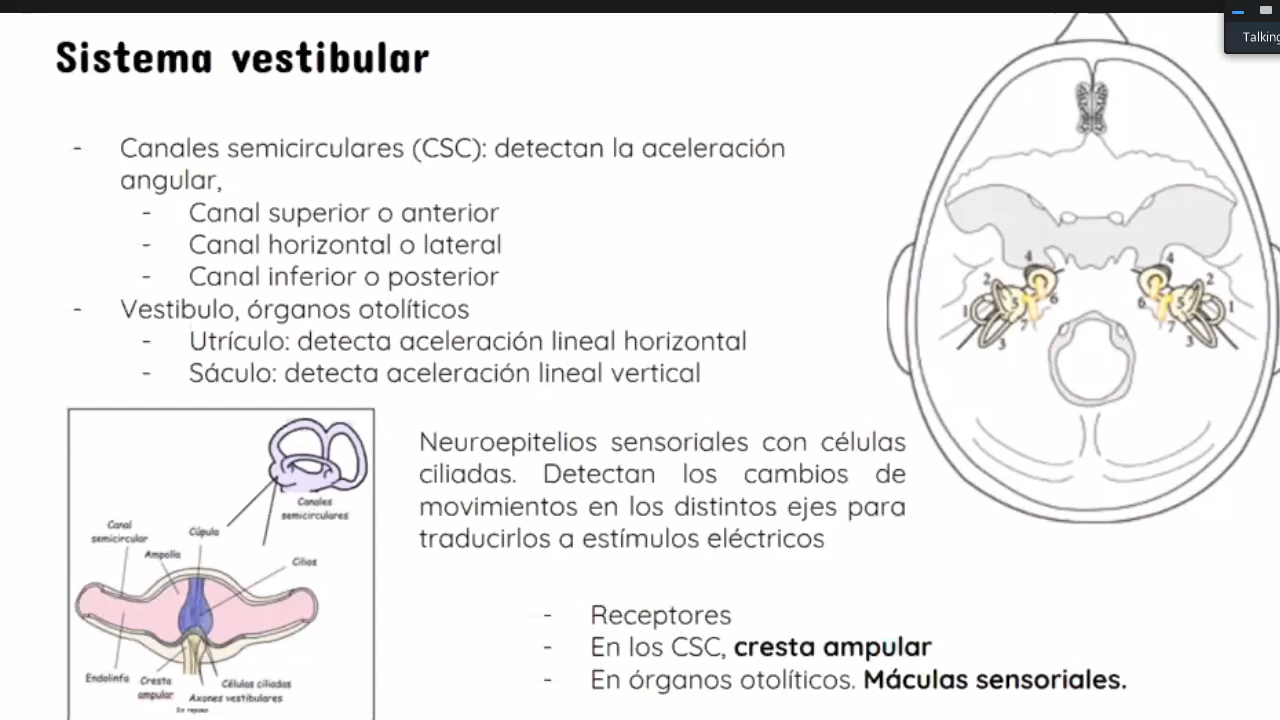 Talking
Sistema vestibular
- Canales semicirculares (CSC): detectan la aceleración
angular,
- Canal superior o anterior
- Canal horizontal o lateral
- Canal inferior o posterior
- Vestibulo, órganos otolíticos
- Utrículo: detecta aceleración lineal horizontal
- Sáculo: detecta aceleración lineal vertical
4
2
1
5
6
7
3
4
2
1
5
6
7
3
Canales
semicirculares
Canal
semicircular
Cúpula
Ampolla
Cilios
Endolinfa
Cresta
ampular
Células ciliadas
Axones vestibulares
En reposo
Neuroepitelios sensoriales con células
ciliadas. Detectan los cambios de
movimientos en los distintos ejes para
traducirlos a estímulos eléctricos
- Receptores
- En los CSC, cresta ampular
- En órganos otolíticos. Máculas sensoriales.